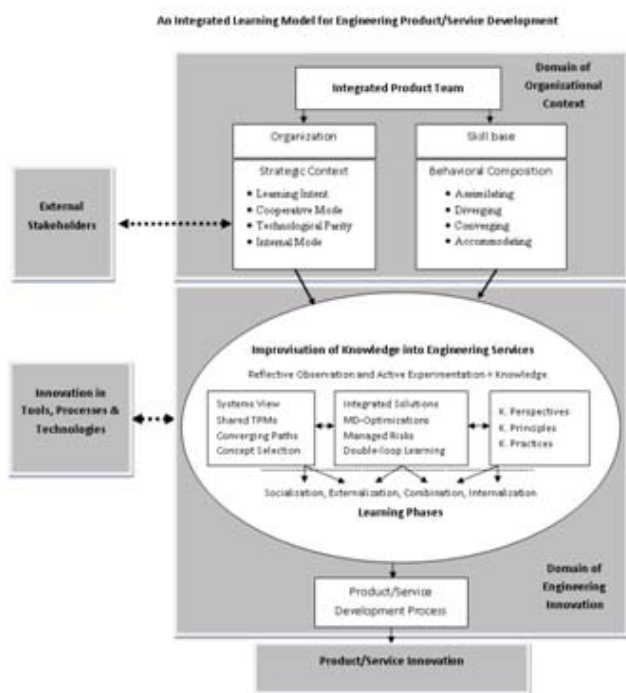 An Integrated Learning Model for Engineering Product/Service Development
Domain of
Organizational
Context
Integrated Product Team
Organization
Strategic Context
• Learning Intent
• Cooperative Mode
• Technological Parity
• Internal Mode
Skill base
Behavioral Composition
• Assimilating
• Diverging
• Converging
• Accommodating
External
Stakeholders
Improvisation of Knowledge into Engineering Services
Reflective Observation and Active Experimentation = Knowledge
Systems View
Shared TPMs
Converging Paths
Concept Selection
Integrated Solutions
MD-Optimizations
Managed Risks
Double-loop Learning
K. Perspectives
K. Principles
K. Practices
Socialization, Externalization, Combination, Internalization
Learning Phases
Innovation in
Tools, Processes &
Technologies
Product/Service
Development Process
Domain of
Engineering
Innovation
Product/Service Innovation